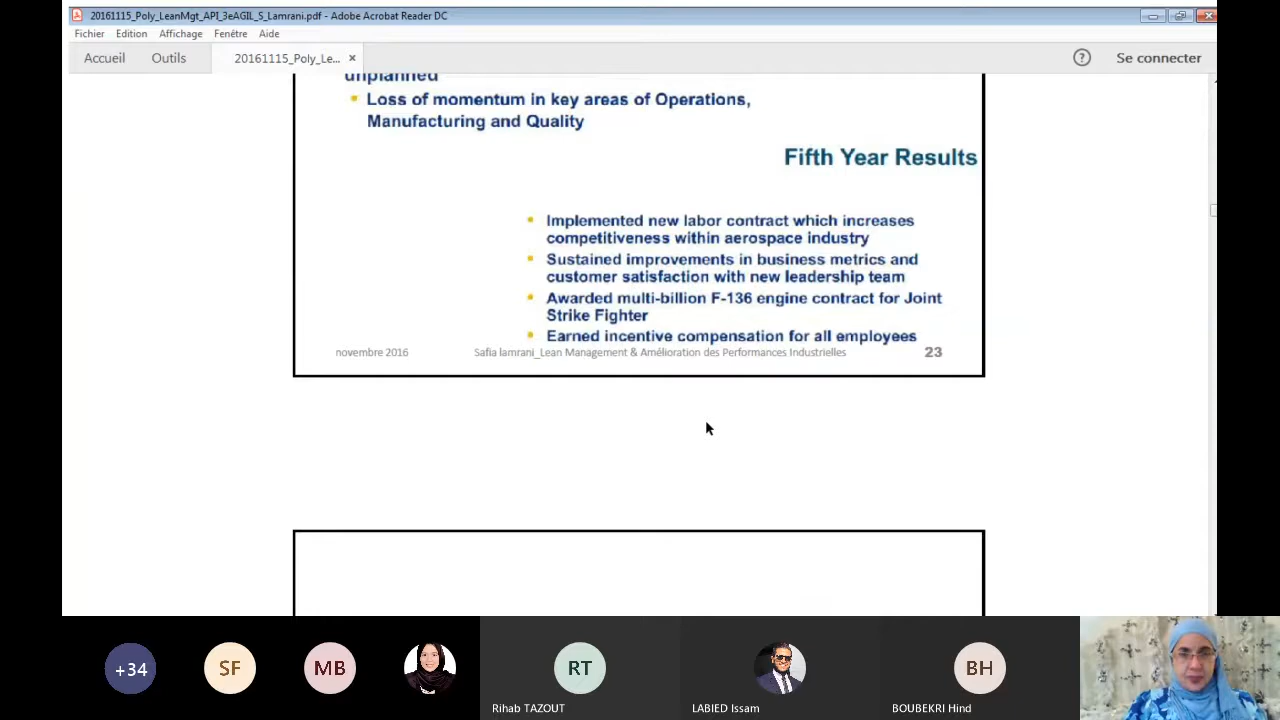 20161115_Poly_LeanMgt_API_3eAGIL_S_Lamrani.pdf - Adobe Acrobat Reader DC
Fichier Edition Affichage Fenêtre Aide
Accueil Outils 20161115_Poly_Le... × ? Se connecter
unplanned
Loss of momentum in key areas of Operations,
Manufacturing and Quality
Fifth Year Results
Implemented new labor contract which increases
competitiveness within aerospace industry
Sustained improvements in business metrics and
customer satisfaction with new leadership team
Awarded multi-billion F-136 engine contract for Joint
Strike Fighter
Earned incentive compensation for all employees
novembre 2016 Safia lamrani_Lean Management & Amélioration des Performances Industrielles 23
+34 SF MB RT BH
Rihab TAZOUT LABIED Issam BOUBEKRI Hind